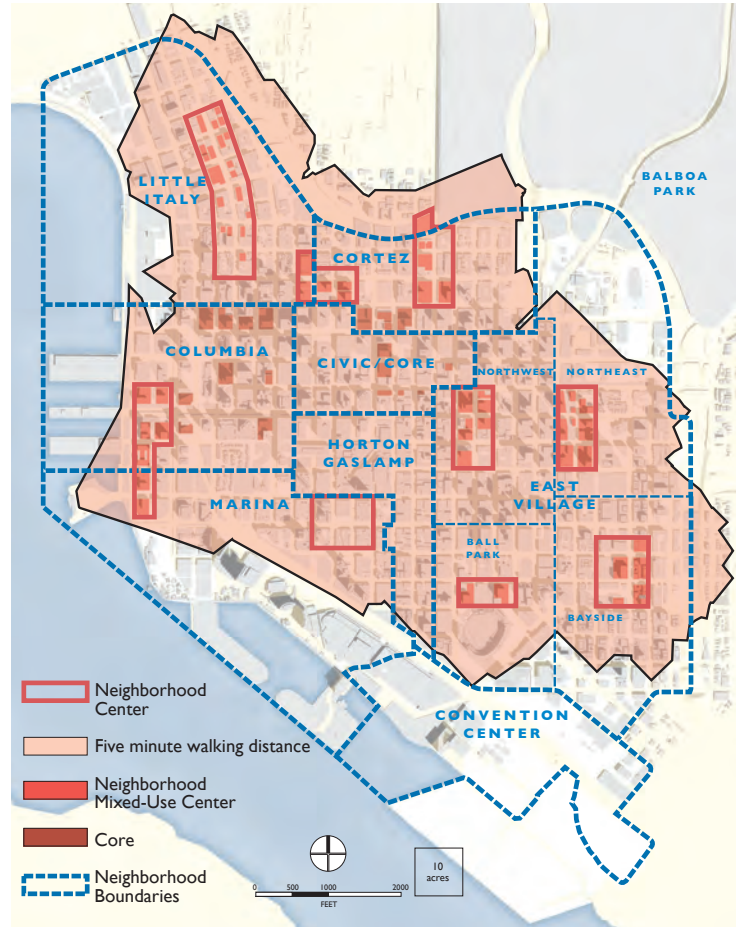 BALBOA
PARK
LITTLE
ITALY
CORTEZ
COLUMBIA
CIVIC/CORE
NORTHWEST
NORTHEAST
HORTON
GASLAMP
EAST
VILLAGE
MARINA
BALL
PARK
BAYSIDE
CONVENTION
CENTER
Neighborhood
Center
Five minute walking distance
Neighborhood
Mixed-Use Center
Core
Neighborhood
Boundaries
0 500 1000 2000
FEET
10
acres